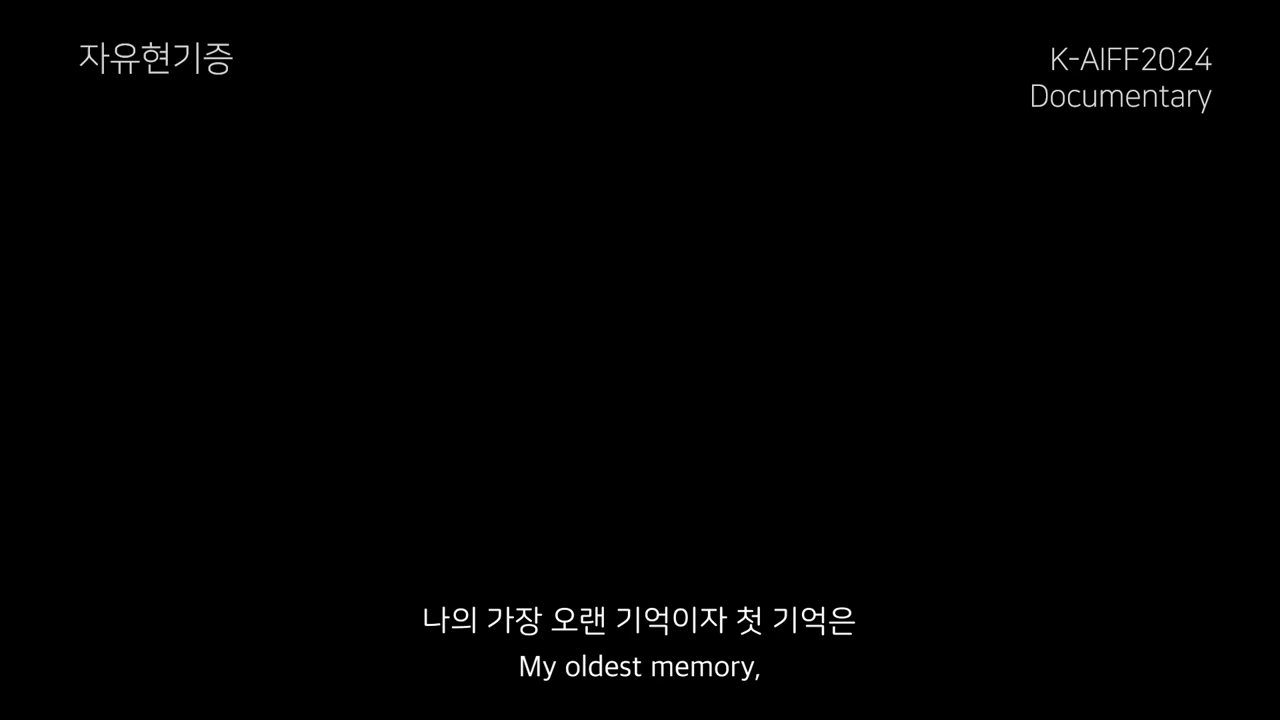 자유현기증
K-AIFF2024
Documentary
나의 가장 오랜 기억이자 첫 기억은
My oldest memory,